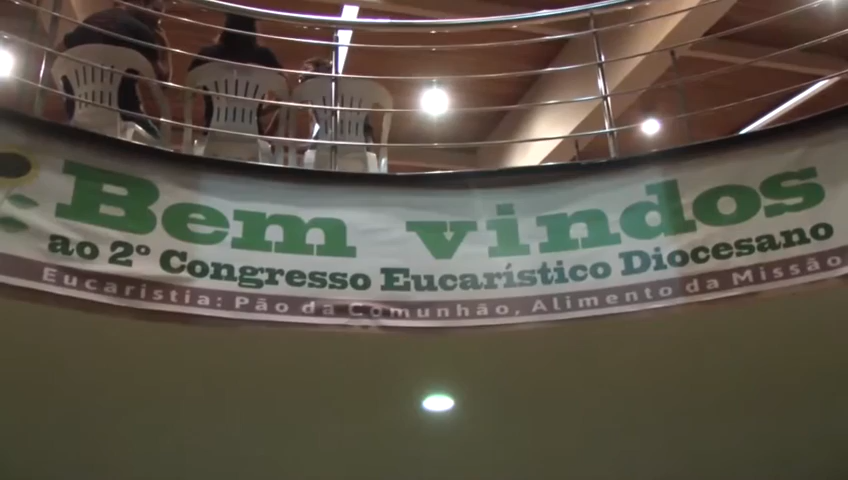 Bem vindos
ao 2º Congresso Eucarístico Diocesano
Eucaristia: Pão da Comunhão, Alimento da Missão